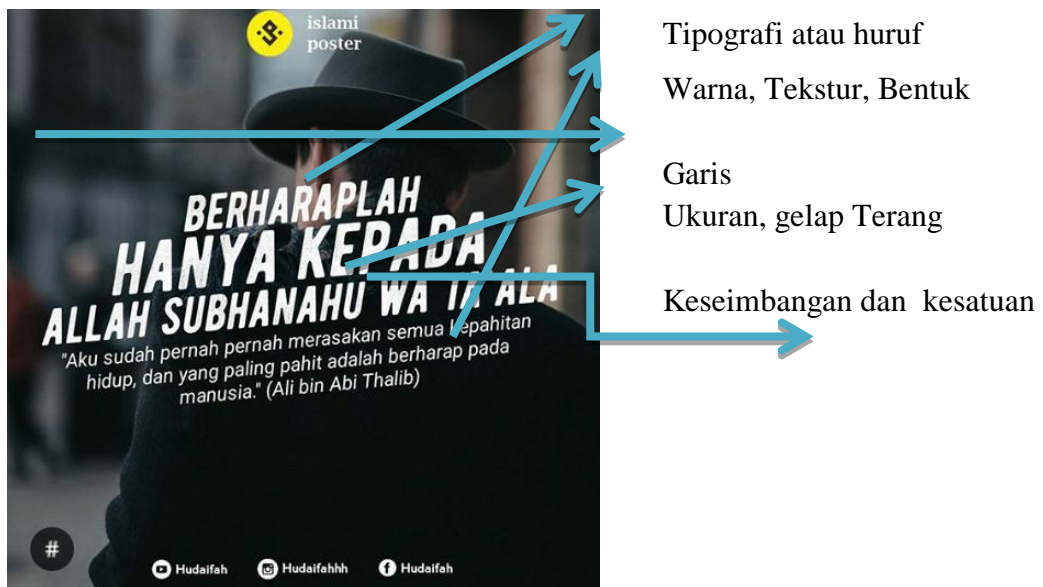 islami
poster
BERHARAPLAH
HANYA KEPADA
ALLAH SUBHANAHU WA TA ALA
"Aku sudah pernah pernah merasakan semua kepahitan
hidup, dan yang paling pahit adalah berharap pada
manusia." (Ali bin Abi Thalib)
#
Hudaifah
Hudaifahhh
Hudaifah
Tipografi atau huruf
Warna, Tekstur, Bentuk
Garis
Ukuran, gelap Terang
Keseimbangan dan kesatuan